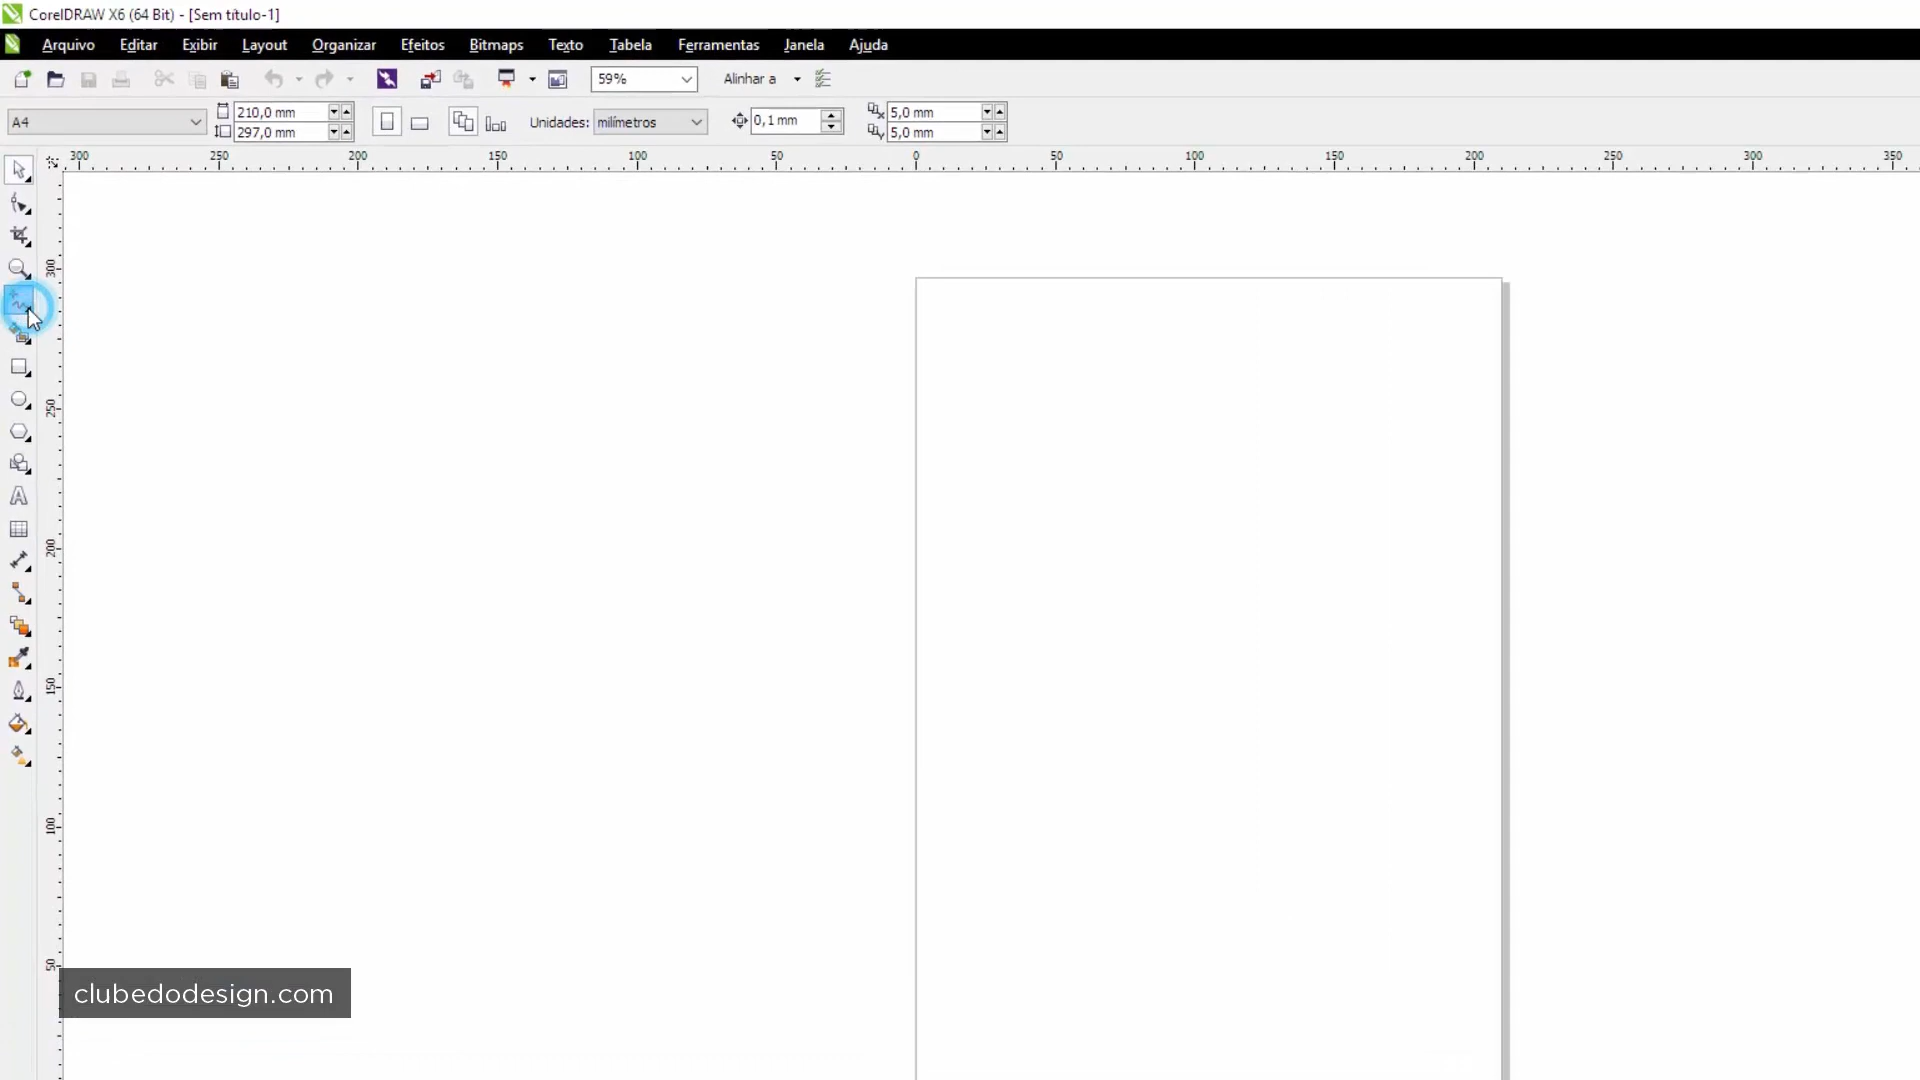 CorelDRAW X6 (64 Bit) - [Sem título-1]
Arquivo Editar Exibir Layout Organizar Efeitos Bitmaps Texto Tabela Ferramentas Janela Ajuda
59% Alinhar a
A4 210,0 mm 297,0 mm Unidades: milímetros 0,1 mm 5,0 mm 5,0 mm
300 250 200 150 100 50 0 50 100 150 200 250 300 350
300
250
200
150
100
50
clubedodesign.com